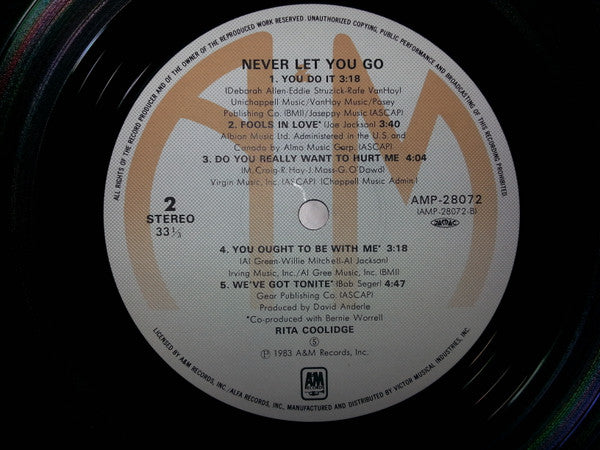 ALL RIGHTS OF THE RECORD PRODUCER AND OF THE OWNER OF THE REPRODUCED WORK RESERVED. UNAUTHORIZED COPYING, PUBLIC PERFORMANCE AND BROADCASTING OF THIS RECORDING PROHIBITED
NEVER LET YOU GO
1. YOU DO IT 3:18
(Deborah Allen-Eddie Struzick-Rafe VanHoy)
Unichappell Music/VanHoy Music/Posey
Publishing Co. (BMI)/Jaseppy Music (ASCAP)
2. FOOLS IN LOVE* (Joe Jackson) 3:40
Albion Music Ltd. Administered in the U.S. and
Canada by Almo Music Corp. (ASCAP)
3. DO YOU REALLY WANT TO HURT ME 4:04
(M. Craig-R. Hay-J. Moss-G. O'Dowd)
Virgin Music, Inc. (ASCAP) (Chappell Music Admin.)
2
STEREO
33 1/3
AMP-28072
(AMP-28072-B)
4. YOU OUGHT TO BE WITH ME* 3:18
(Al Green-Willie Mitchell-Al Jackson)
Irving Music, Inc./Al Gree Music, Inc. (BMI)
5. WE'VE GOT TONITE* (Bob Seger) 4:47
Gear Publishing Co. (ASCAP)
Produced by David Anderle
*Co-produced with Bernie Worrell
RITA COOLIDGE
Ⓢ
℗ 1983 A&M Records, Inc.
A&M
RECORDS
LICENSED BY A&M RECORDS, INC./ALFA RECORDS, INC. MANUFACTURED AND DISTRIBUTED BY VICTOR MUSICAL INDUSTRIES, INC.